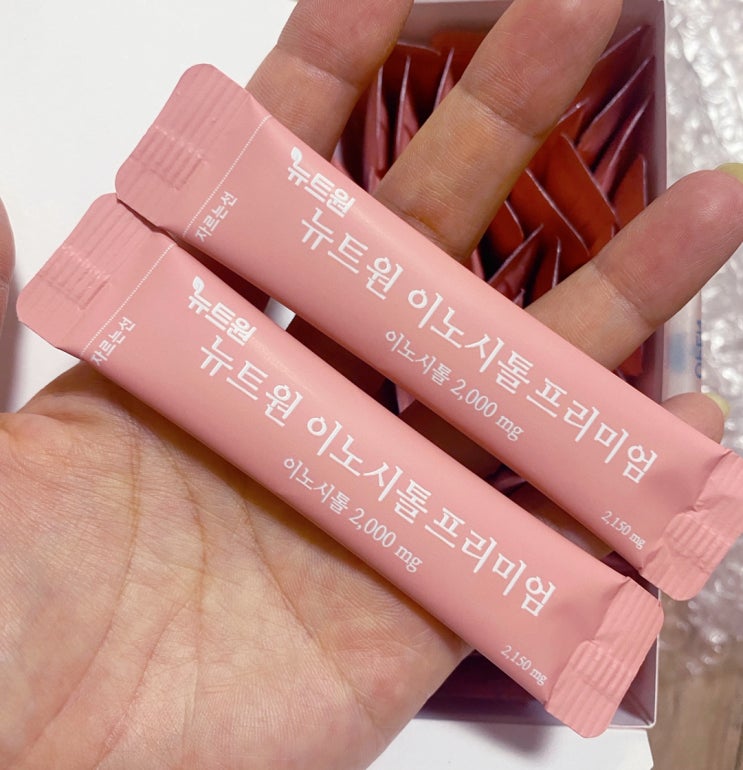 자르는선
뉴트원
뉴트원 이노시톨 프리미엄
이노시톨 2,000 mg
2,150 mg
자르는선
뉴트원
뉴트원 이노시톨 프리미엄
이노시톨 2,000 mg
2,150 mg